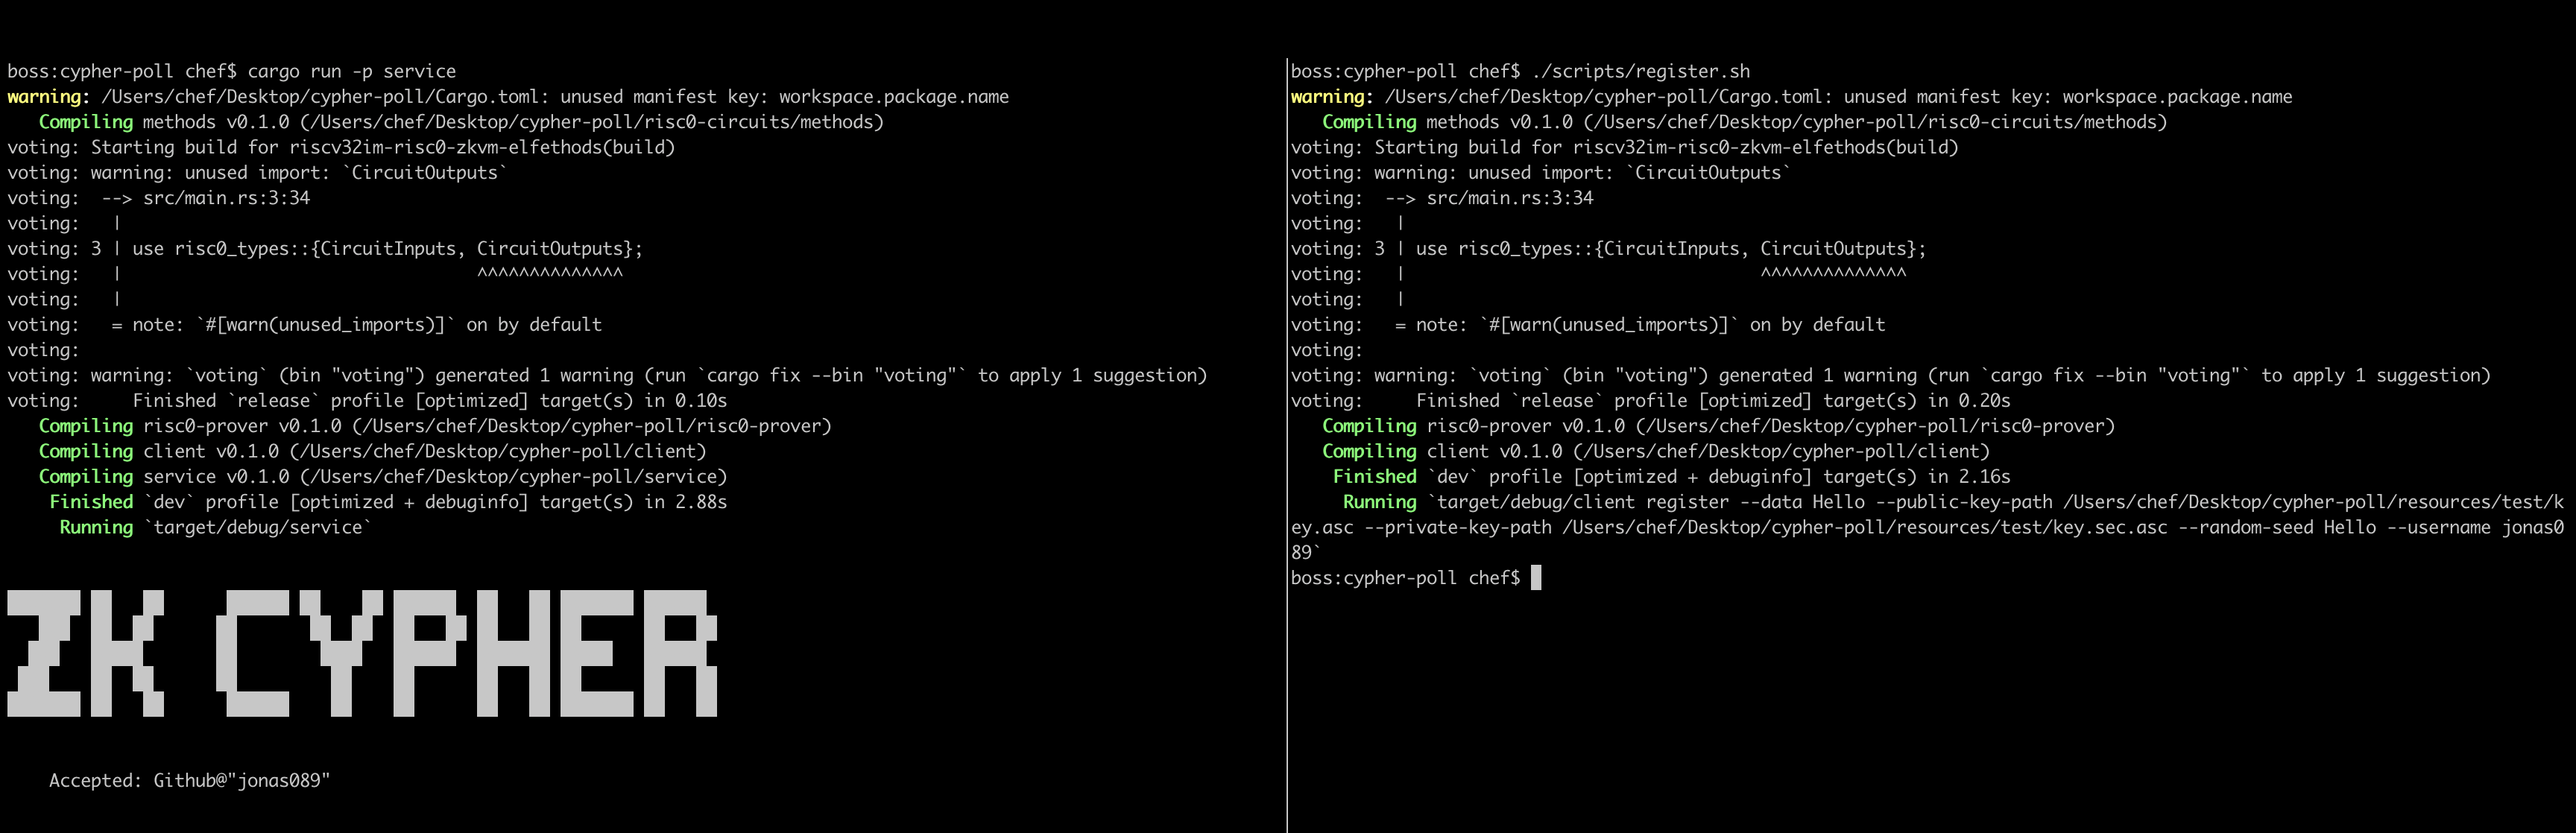 boss:cypher-poll chef$ cargo run -p service
warning: /Users/chef/Desktop/cypher-poll/Cargo.toml: unused manifest key: workspace.package.name
   Compiling methods v0.1.0 (/Users/chef/Desktop/cypher-poll/risc0-circuits/methods)
voting: Starting build for riscv32im-risc0-zkvm-elfethods(build)
voting: warning: unused import: `CircuitOutputs`
voting:  --> src/main.rs:3:34
voting:   |
voting: 3 | use risc0_types::{CircuitInputs, CircuitOutputs};
voting:   |                                  ^^^^^^^^^^^^^^
voting:   |
voting:   = note: `#[warn(unused_imports)]` on by default
voting:
voting: warning: `voting` (bin "voting") generated 1 warning (run `cargo fix --bin "voting"` to apply 1 suggestion)
voting:     Finished `release` profile [optimized] target(s) in 0.10s
   Compiling risc0-prover v0.1.0 (/Users/chef/Desktop/cypher-poll/risc0-prover)
   Compiling client v0.1.0 (/Users/chef/Desktop/cypher-poll/client)
   Compiling service v0.1.0 (/Users/chef/Desktop/cypher-poll/service)
    Finished `dev` profile [optimized + debuginfo] target(s) in 2.88s
     Running `target/debug/service`
ZK CYPHER
    Accepted: Github@"jonas089"
boss:cypher-poll chef$ ./scripts/register.sh
warning: /Users/chef/Desktop/cypher-poll/Cargo.toml: unused manifest key: workspace.package.name
   Compiling methods v0.1.0 (/Users/chef/Desktop/cypher-poll/risc0-circuits/methods)
voting: Starting build for riscv32im-risc0-zkvm-elfethods(build)
voting: warning: unused import: `CircuitOutputs`
voting:  --> src/main.rs:3:34
voting:   |
voting: 3 | use risc0_types::{CircuitInputs, CircuitOutputs};
voting:   |                                  ^^^^^^^^^^^^^^
voting:   |
voting:   = note: `#[warn(unused_imports)]` on by default
voting:
voting: warning: `voting` (bin "voting") generated 1 warning (run `cargo fix --bin "voting"` to apply 1 suggestion)
voting:     Finished `release` profile [optimized] target(s) in 0.20s
   Compiling risc0-prover v0.1.0 (/Users/chef/Desktop/cypher-poll/risc0-prover)
   Compiling client v0.1.0 (/Users/chef/Desktop/cypher-poll/client)
    Finished `dev` profile [optimized + debuginfo] target(s) in 2.16s
     Running `target/debug/client register --data Hello --public-key-path /Users/chef/Desktop/cypher-poll/resources/test/k
ey.asc --private-key-path /Users/chef/Desktop/cypher-poll/resources/test/key.sec.asc --random-seed Hello --username jonas0
89`
boss:cypher-poll chef$